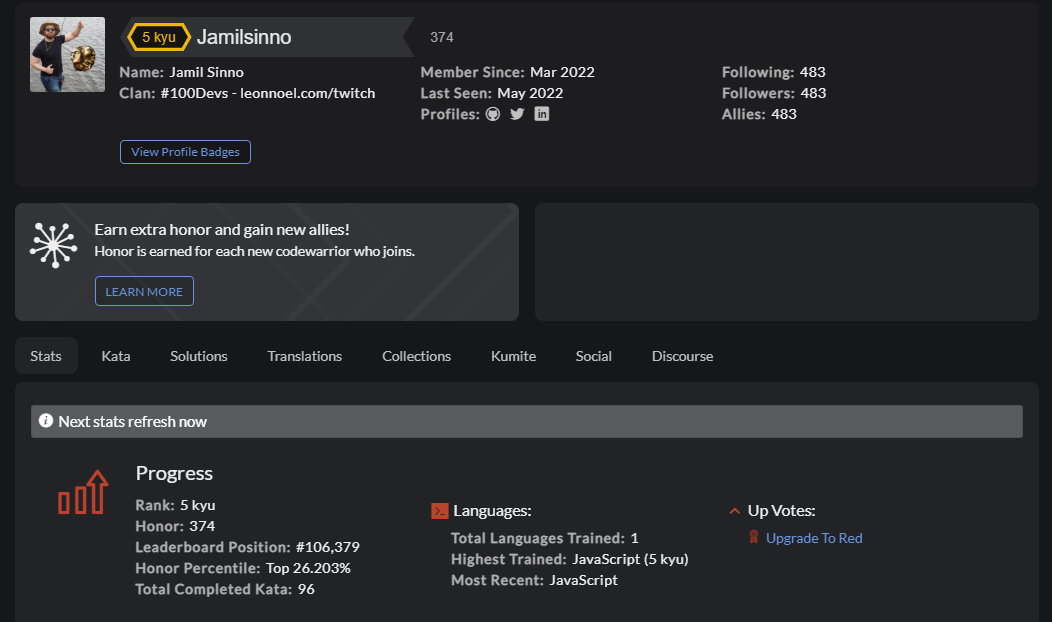 5 kyu Jamilsinno 374
Name: Jamil Sinno
Clan: #100Devs - leonnoel.com/twitch
Member Since: Mar 2022
Last Seen: May 2022
Profiles:
Following: 483
Followers: 483
Allies: 483
View Profile Badges
Earn extra honor and gain new allies!
Honor is earned for each new codewarrior who joins.
LEARN MORE
Stats Kata Solutions Translations Collections Kumite Social Discourse
Next stats refresh now
Progress
Rank: 5 kyu
Honor: 374
Leaderboard Position: #106,379
Honor Percentile: Top 26.203%
Total Completed Kata: 96
Languages:
Total Languages Trained: 1
Highest Trained: JavaScript (5 kyu)
Most Recent: JavaScript
Up Votes:
Upgrade To Red